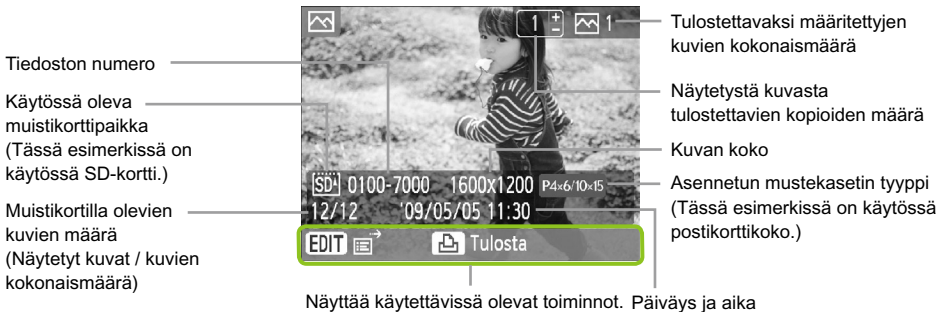 Tiedoston numero
Käytössä oleva
muistikorttipaikka
(Tässä esimerkissä on
käytössä SD-kortti.)
Muistikortilla olevien
kuvien määrä
(Näytetyt kuvat / kuvien
kokonaismäärä)
1 + - 1
SD 0100-7000 1600x1200 P4×6/10×15
12/12 '09/05/05 11:30
EDIT Tulosta
Tulostettavaksi määritettyjen
kuvien kokonaismäärä
Näytetystä kuvasta
tulostettavien kopioiden määrä
Kuvan koko
Asennetun mustekasetin tyyppi
(Tässä esimerkissä on käytössä
postikorttikoko.)
Näyttää käytettävissä olevat toiminnot. Päiväys ja aika